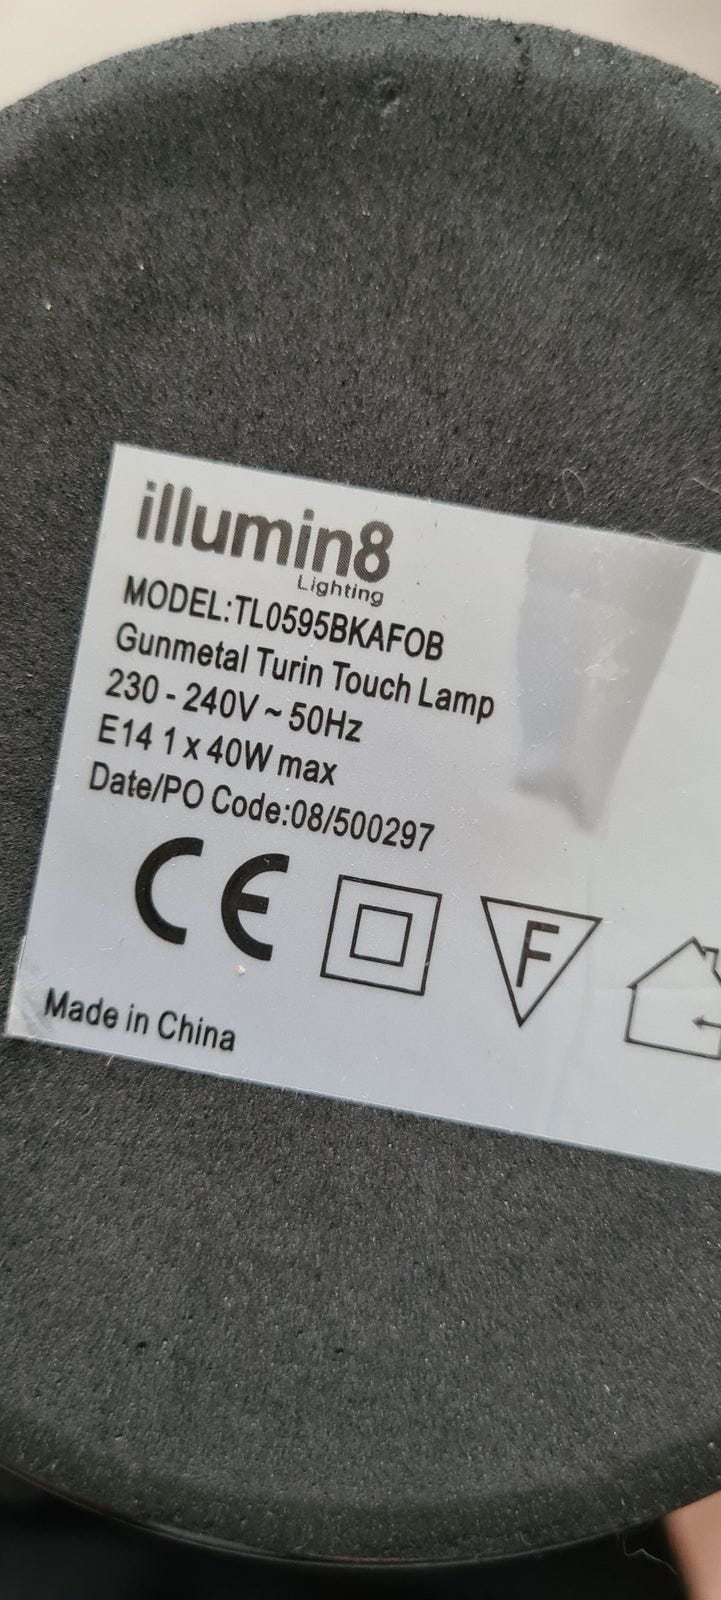 illumin8
Lighting
MODEL:TL0595BKAFOB
Gunmetal Turin Touch Lamp
230 - 240V ~ 50Hz
E14 1 x 40W max
Date/PO Code:08/500297
CE
F
Made in China